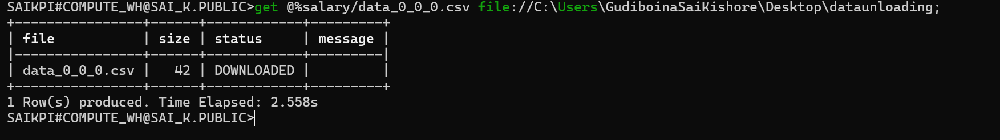 SAIKPI#COMPUTE_WH@SAI_K.PUBLIC>get @%salary/data_0_0_0.csv file://C:\Users\GudiboinaSaiKishore\Desktop\dataunloading;
+----------------+------+------------+---------+
| file           | size | status     | message |
|----------------+------+------------+---------|
| data_0_0_0.csv |   42 | DOWNLOADED |         |
+----------------+------+------------+---------+
1 Row(s) produced. Time Elapsed: 2.558s
SAIKPI#COMPUTE_WH@SAI_K.PUBLIC>